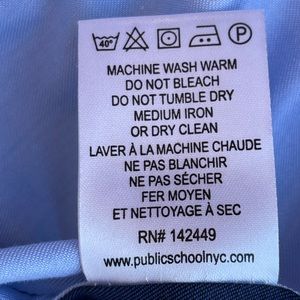 40°
P
MACHINE WASH WARM
DO NOT BLEACH
DO NOT TUMBLE DRY
MEDIUM IRON
OR DRY CLEAN
LAVER À LA MACHINE CHAUDE
NE PAS BLANCHIR
NE PAS SÉCHER
FER MOYEN
ET NETTOYAGE À SEC
RN# 142449
www.publicschoolnyc.com